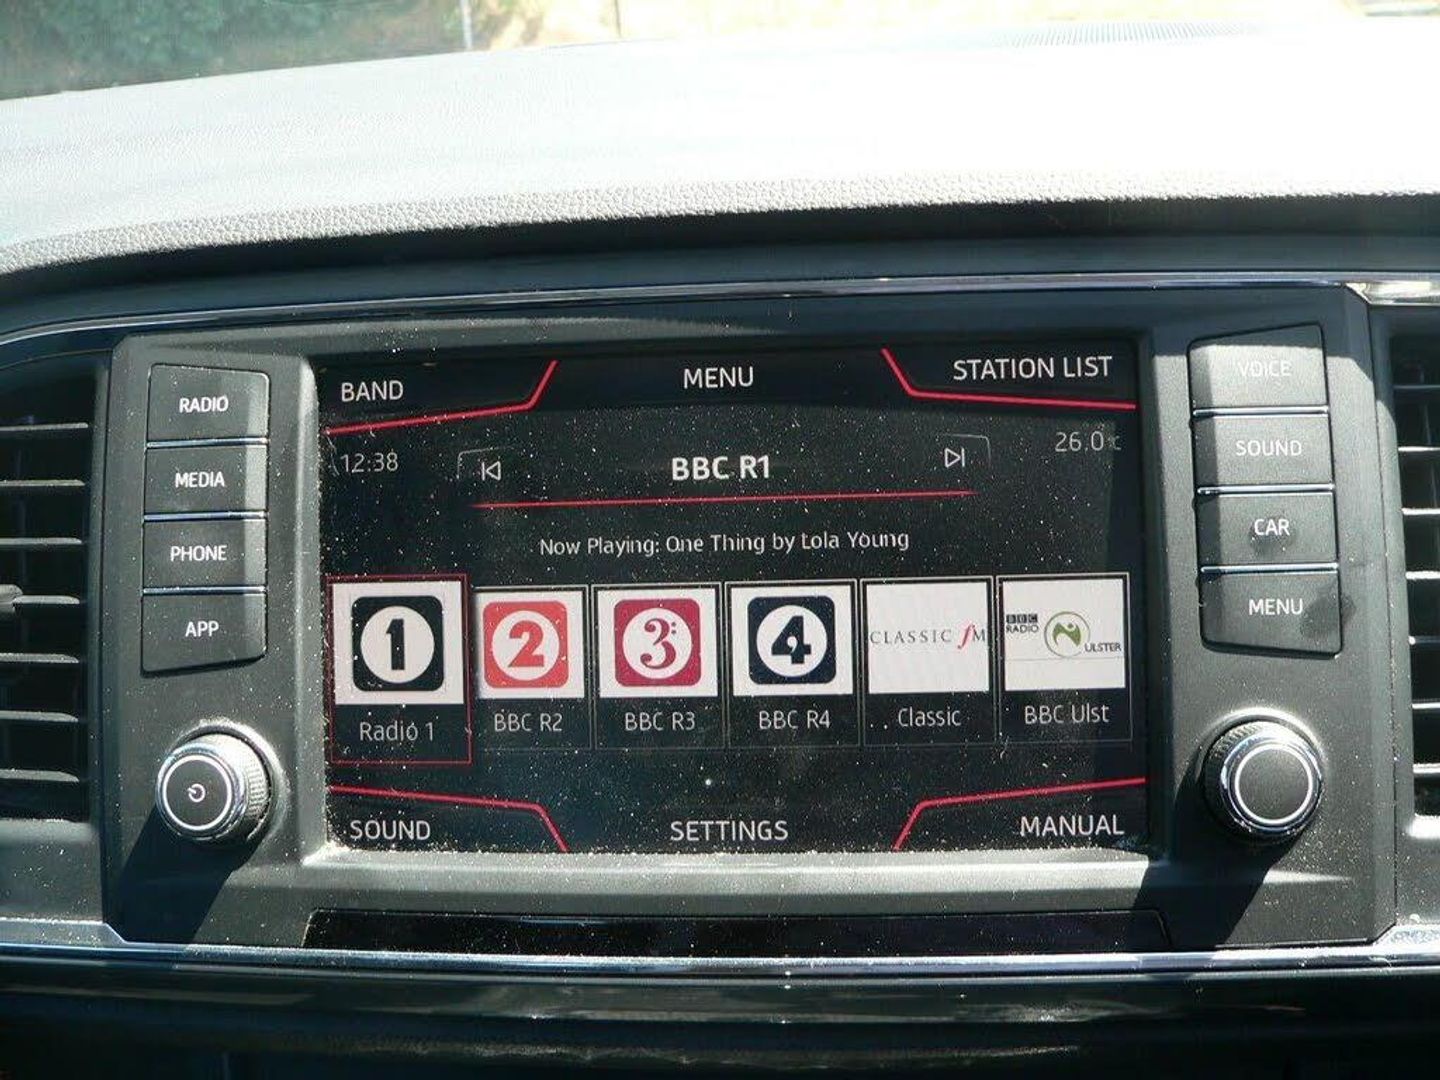 BAND
MENU
STATION LIST
RADIO
MEDIA
PHONE
APP
VOICE
SOUND
CAR
MENU
12:38
BBC R1
26.0°C
Now Playing: One Thing by Lola Young
1
2
3
4
CLASSIC fM
BBC
RADIO
ULSTER
Radio 1
BBC R2
BBC R3
BBC R4
Classic
BBC Ulst
SOUND
SETTINGS
MANUAL